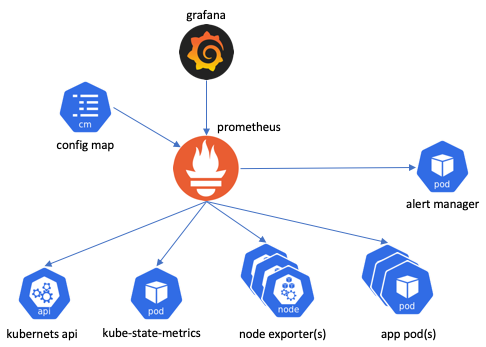 grafana
prometheus
cm
config map
pod
alert manager
api
pod
node
pod
kubernets api
kube-state-metrics
node exporter(s)
app pod(s)